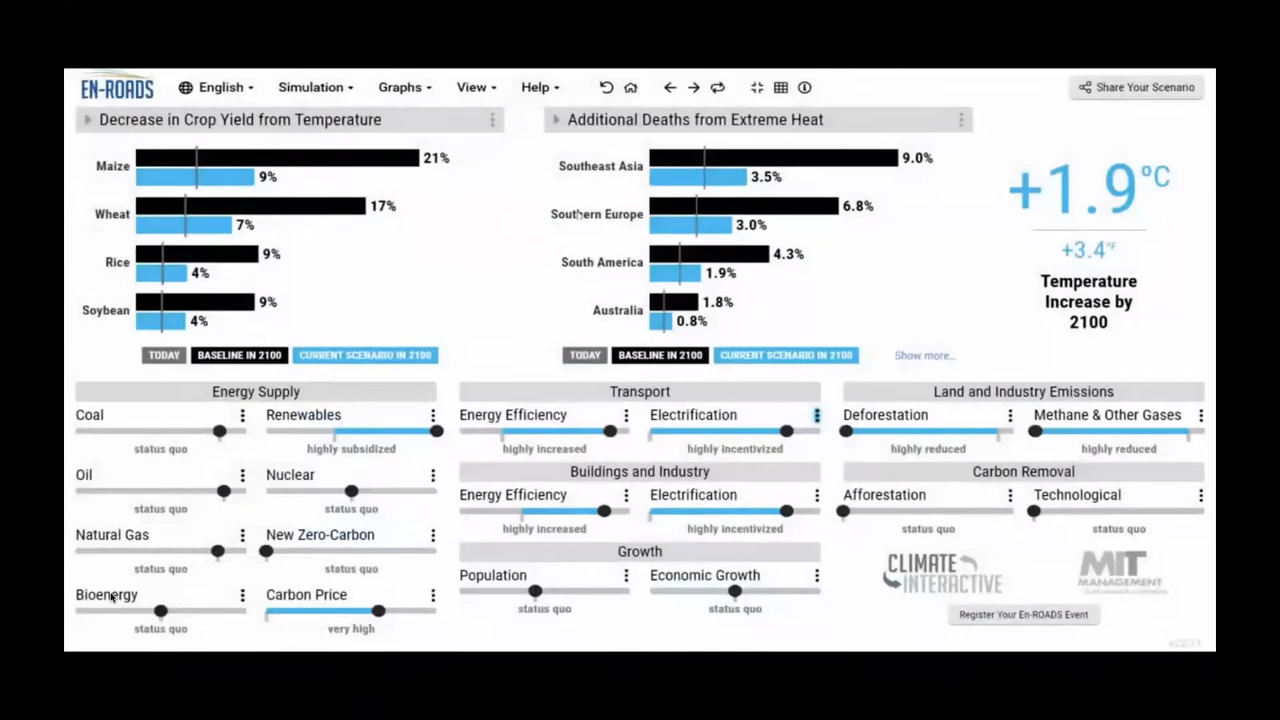 EN-ROADS
English
Simulation
Graphs
View
Help
Share Your Scenario
Decrease in Crop Yield from Temperature
Maize
21%
9%
Wheat
17%
7%
Rice
9%
4%
Soybean
9%
4%
TODAY
BASELINE IN 2100
CURRENT SCENARIO IN 2100
Additional Deaths from Extreme Heat
Southeast Asia
9.0%
3.5%
Southern Europe
6.8%
3.0%
South America
4.3%
1.9%
Australia
1.8%
0.8%
TODAY
BASELINE IN 2100
CURRENT SCENARIO IN 2100
Show more...
+1.9°C
+3.4°F
Temperature
Increase by
2100
Energy Supply
Coal
status quo
Renewables
highly subsidized
Oil
status quo
Nuclear
status quo
Natural Gas
status quo
New Zero-Carbon
status quo
Bioenergy
status quo
Carbon Price
very high
Transport
Energy Efficiency
highly increased
Electrification
highly incentivized
Buildings and Industry
Energy Efficiency
highly increased
Electrification
highly incentivized
Growth
Population
status quo
Economic Growth
status quo
Land and Industry Emissions
Deforestation
highly reduced
Methane & Other Gases
highly reduced
Carbon Removal
Afforestation
status quo
Technological
status quo
CLIMATE
INTERACTIVE
MIT
MANAGEMENT
Register Your En-ROADS Event